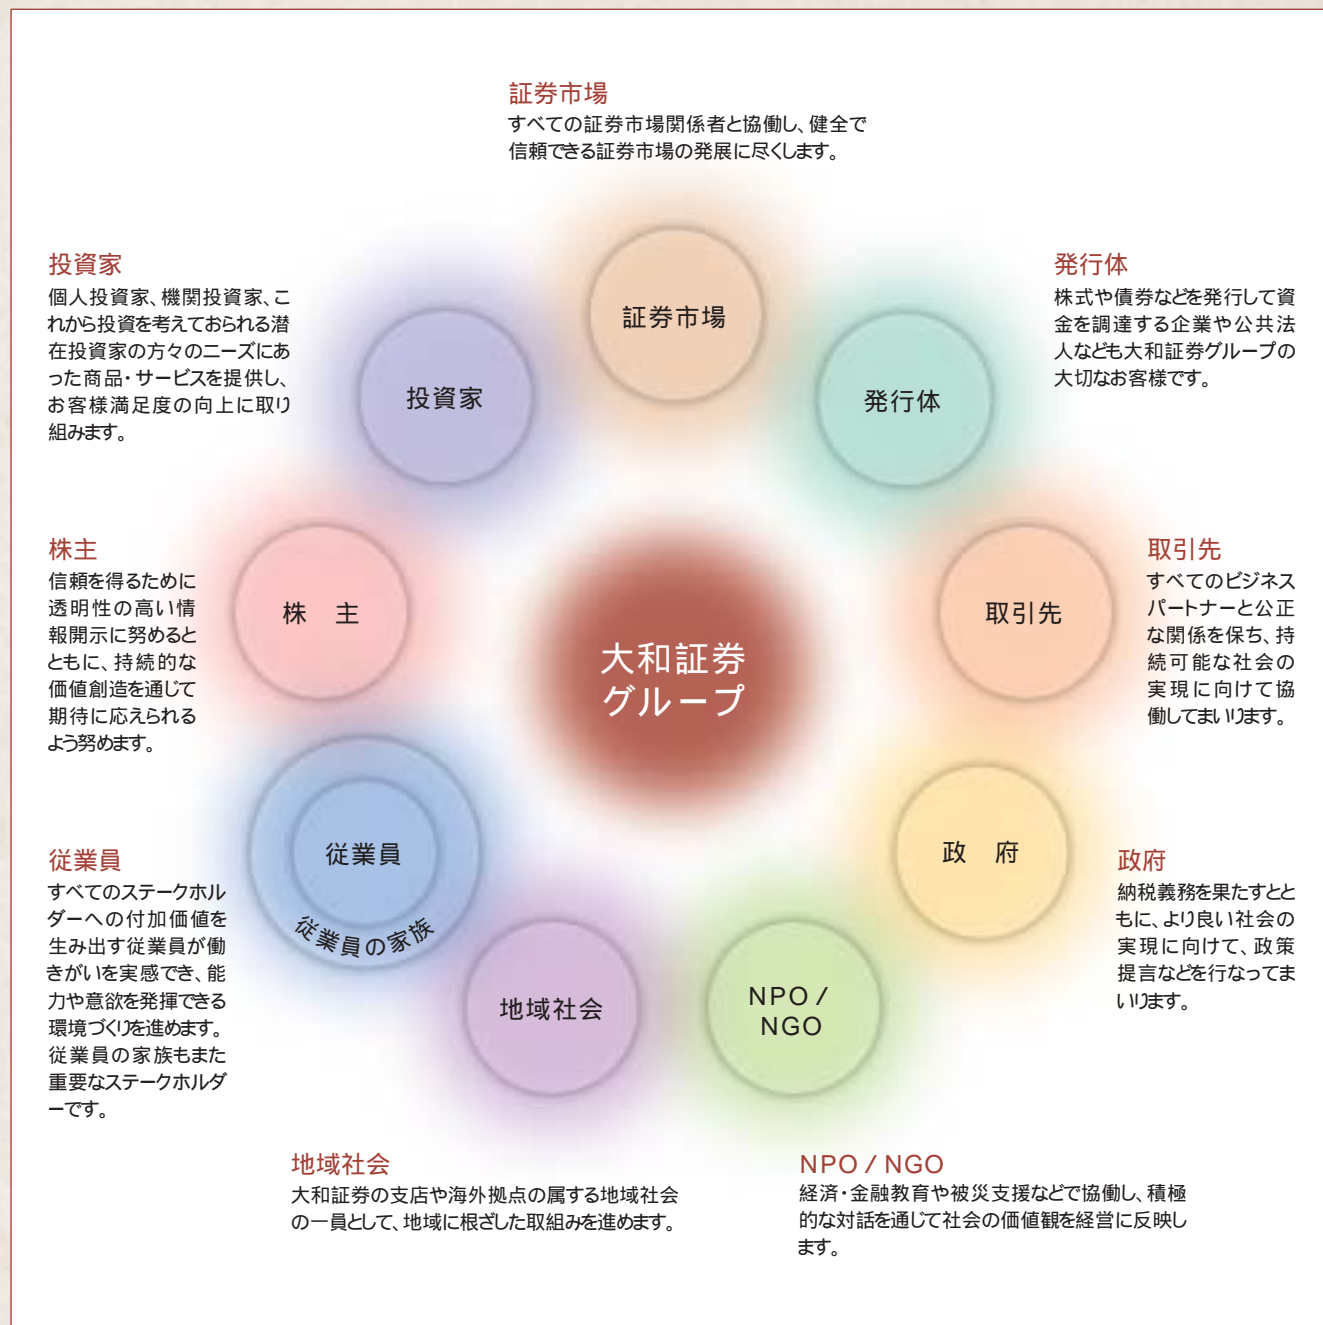 証券市場
すべての証券市場関係者と協働し、健全で
信頼できる証券市場の発展に尽くします。
投資家
個人投資家、機関投資家、こ
れから投資を考えておられる潜
在投資家の方々のニーズにあ
った商品・サービスを提供し、
お客様満足度の向上に取り
組みます。
発行体
株式や債券などを発行して資
金を調達する企業や公共法
人なども大和証券グループの
大切なお客様です。
証券市場
投資家
発行体
株主
信頼を得るために
透明性の高い情
報開示に努めると
ともに、持続的な
価値創造を通じて
期待に応えられる
よう努めます。
株　主
大和証券
グループ
取引先
取引先
すべてのビジネス
パートナーと公正
な関係を保ち、持
続可能な社会の
実現に向けて協
働してまいります。
従業員
すべてのステークホル
ダーへの付加価値を
生み出す従業員が働
きがいを実感でき、能
力や意欲を発揮できる
環境づくりを進めます。
従業員の家族もまた
重要なステークホルダ
ーです。
従業員
従業員の家族
政　府
政府
納税義務を果たすとと
もに、より良い社会の
実現に向けて、政策
提言などを行なってま
いります。
地域社会
NPO /
NGO
地域社会
大和証券の支店や海外拠点の属する地域社会
の一員として、地域に根ざした取組みを進めます。
NPO / NGO
経済・金融教育や被災支援などで協働し、積極
的な対話を通じて社会の価値観を経営に反映し
ます。